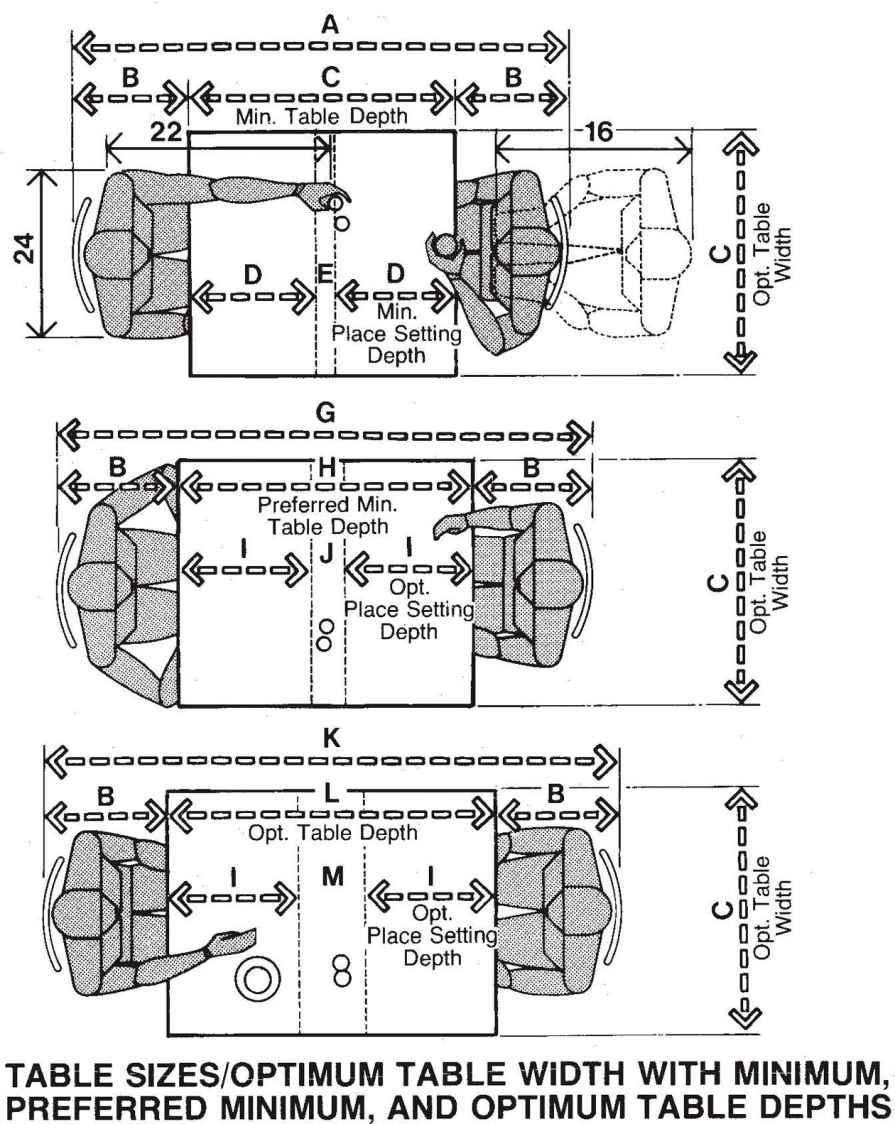 A
B C B
Min. Table Depth
22
16
24
D E D
Min.
Place Setting
Depth
C
Opt. Table
Width
G
B H B
Preferred Min.
Table Depth
I J I
Opt.
Place Setting
Depth
C
Opt. Table
Width
K
B L B
Opt. Table Depth
I M I
Opt.
Place Setting
Depth
C
Opt. Table
Width
TABLE SIZES/OPTIMUM TABLE WIDTH WITH MINIMUM,
PREFERRED MINIMUM, AND OPTIMUM TABLE DEPTHS